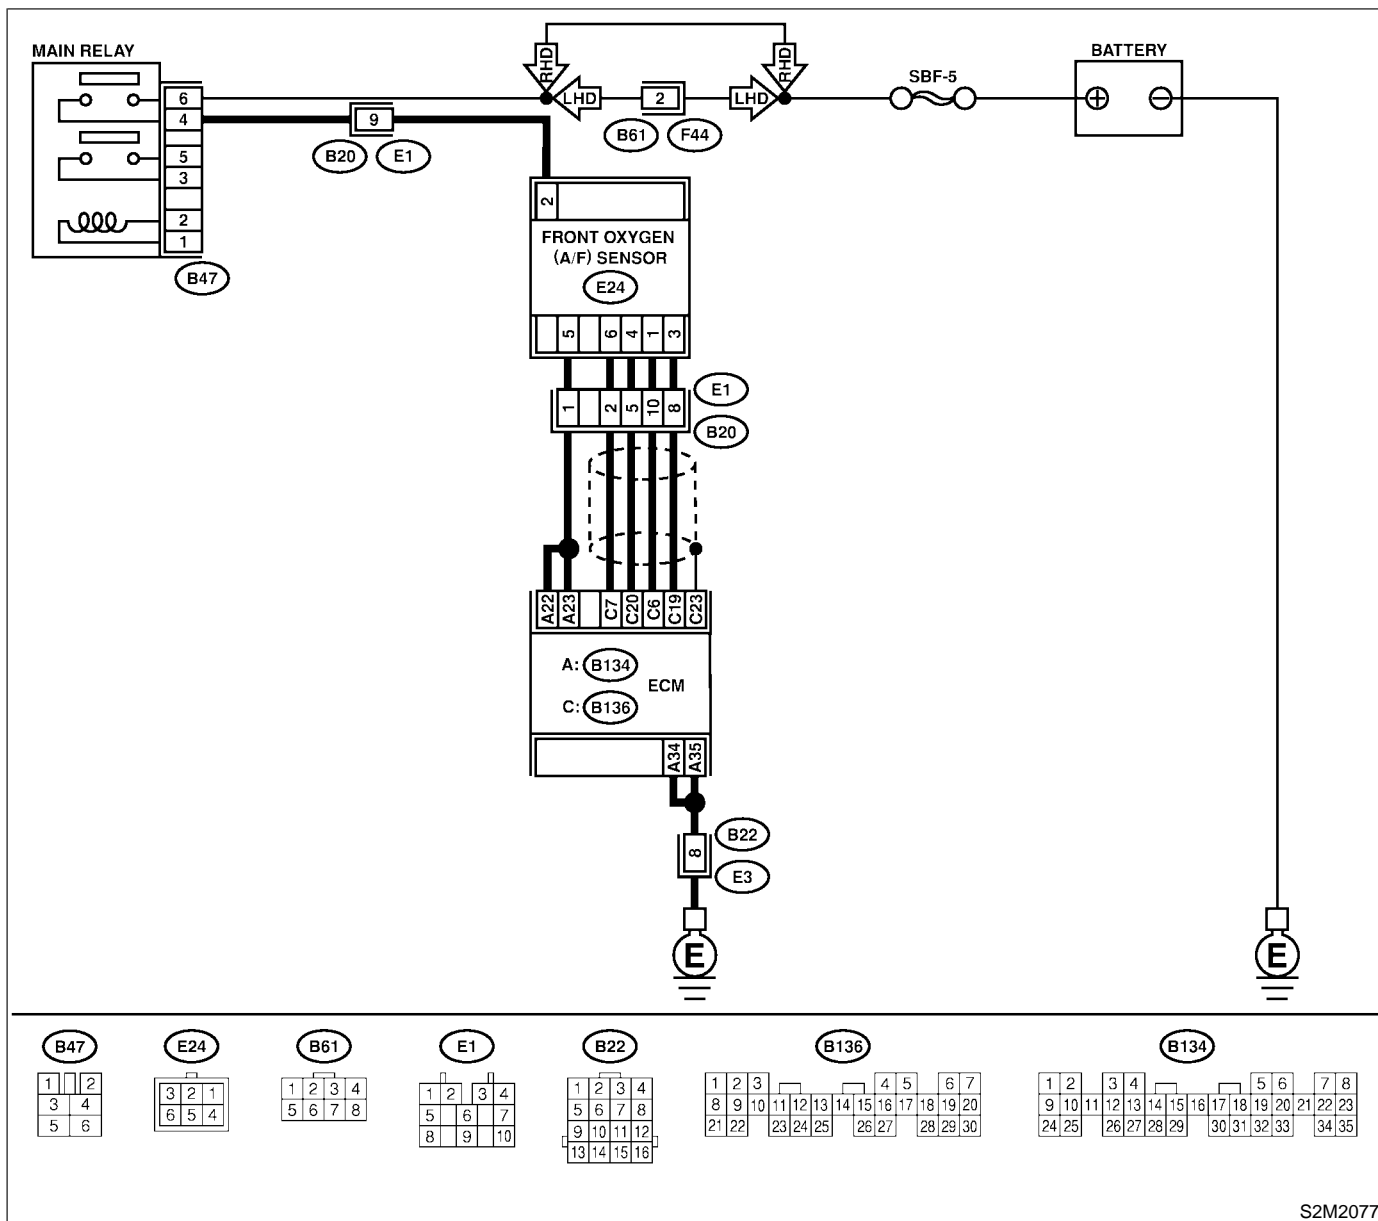 MAIN RELAY
BATTERY
RHD
RHD
SBF-5
6
LHD
2
LHD
4
9
B61
F44
5
B20
E1
3
2
1
B47
2
FRONT OXYGEN
(A/F) SENSOR
E24
5 6 4 1 3
E1
1 2 5 10 8
B20
A22 A23 C7 C20 C6 C19 C23
A: B134
ECM
C: B136
A34 A35
B22
8
E3
E
E
B47
1 2
3 4
5 6
E24
3 2 1
6 5 4
B61
1 2 3 4
5 6 7 8
E1
1 2 3 4
5 6 7
8 9 10
B22
1 2 3 4
5 6 7 8
9 10 11 12
13 14 15 16
B136
1 2 3 4 5 6 7
8 9 10 11 12 13 14 15 16 17 18 19 20
21 22 23 24 25 26 27 28 29 30
B134
1 2 3 4 5 6 7 8
9 10 11 12 13 14 15 16 17 18 19 20 21 22 23
24 25 26 27 28 29 30 31 32 33 34 35
S2M2077